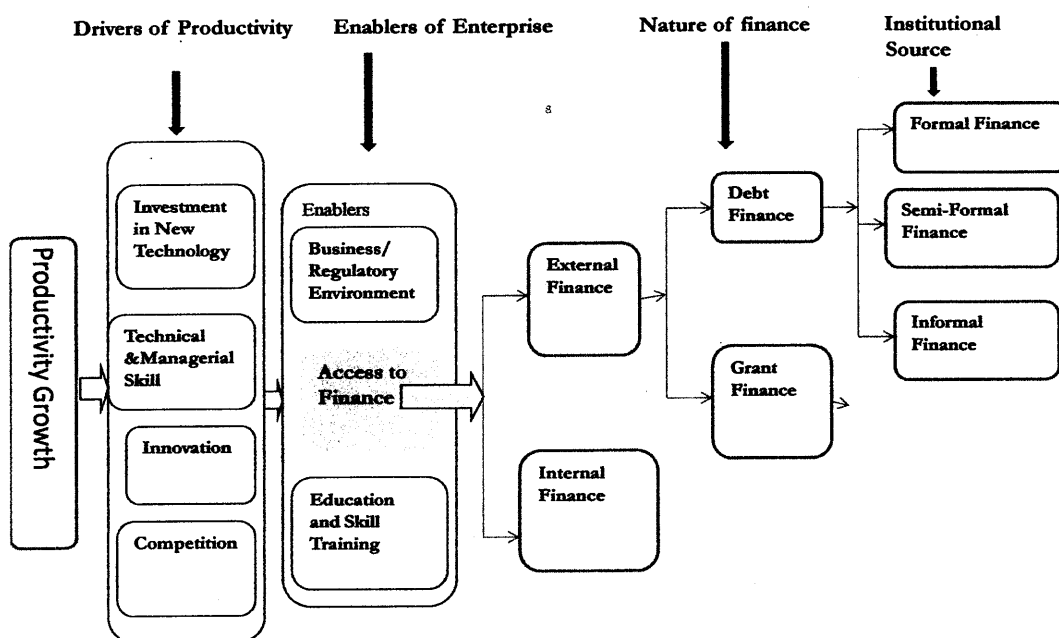 Drivers of Productivity
Enablers of Enterprise
Nature of finance
Institutional
Source
8
Productivity Growth
Investment
in New
Technology
Technical
&Managerial
Skill
Innovation
Competition
Enablers
Business/
Regulatory
Environment
Access to
Finance
Education
and Skill
Training
External
Finance
Internal
Finance
Debt
Finance
Grant
Finance
Formal Finance
Semi-Formal
Finance
Informal
Finance